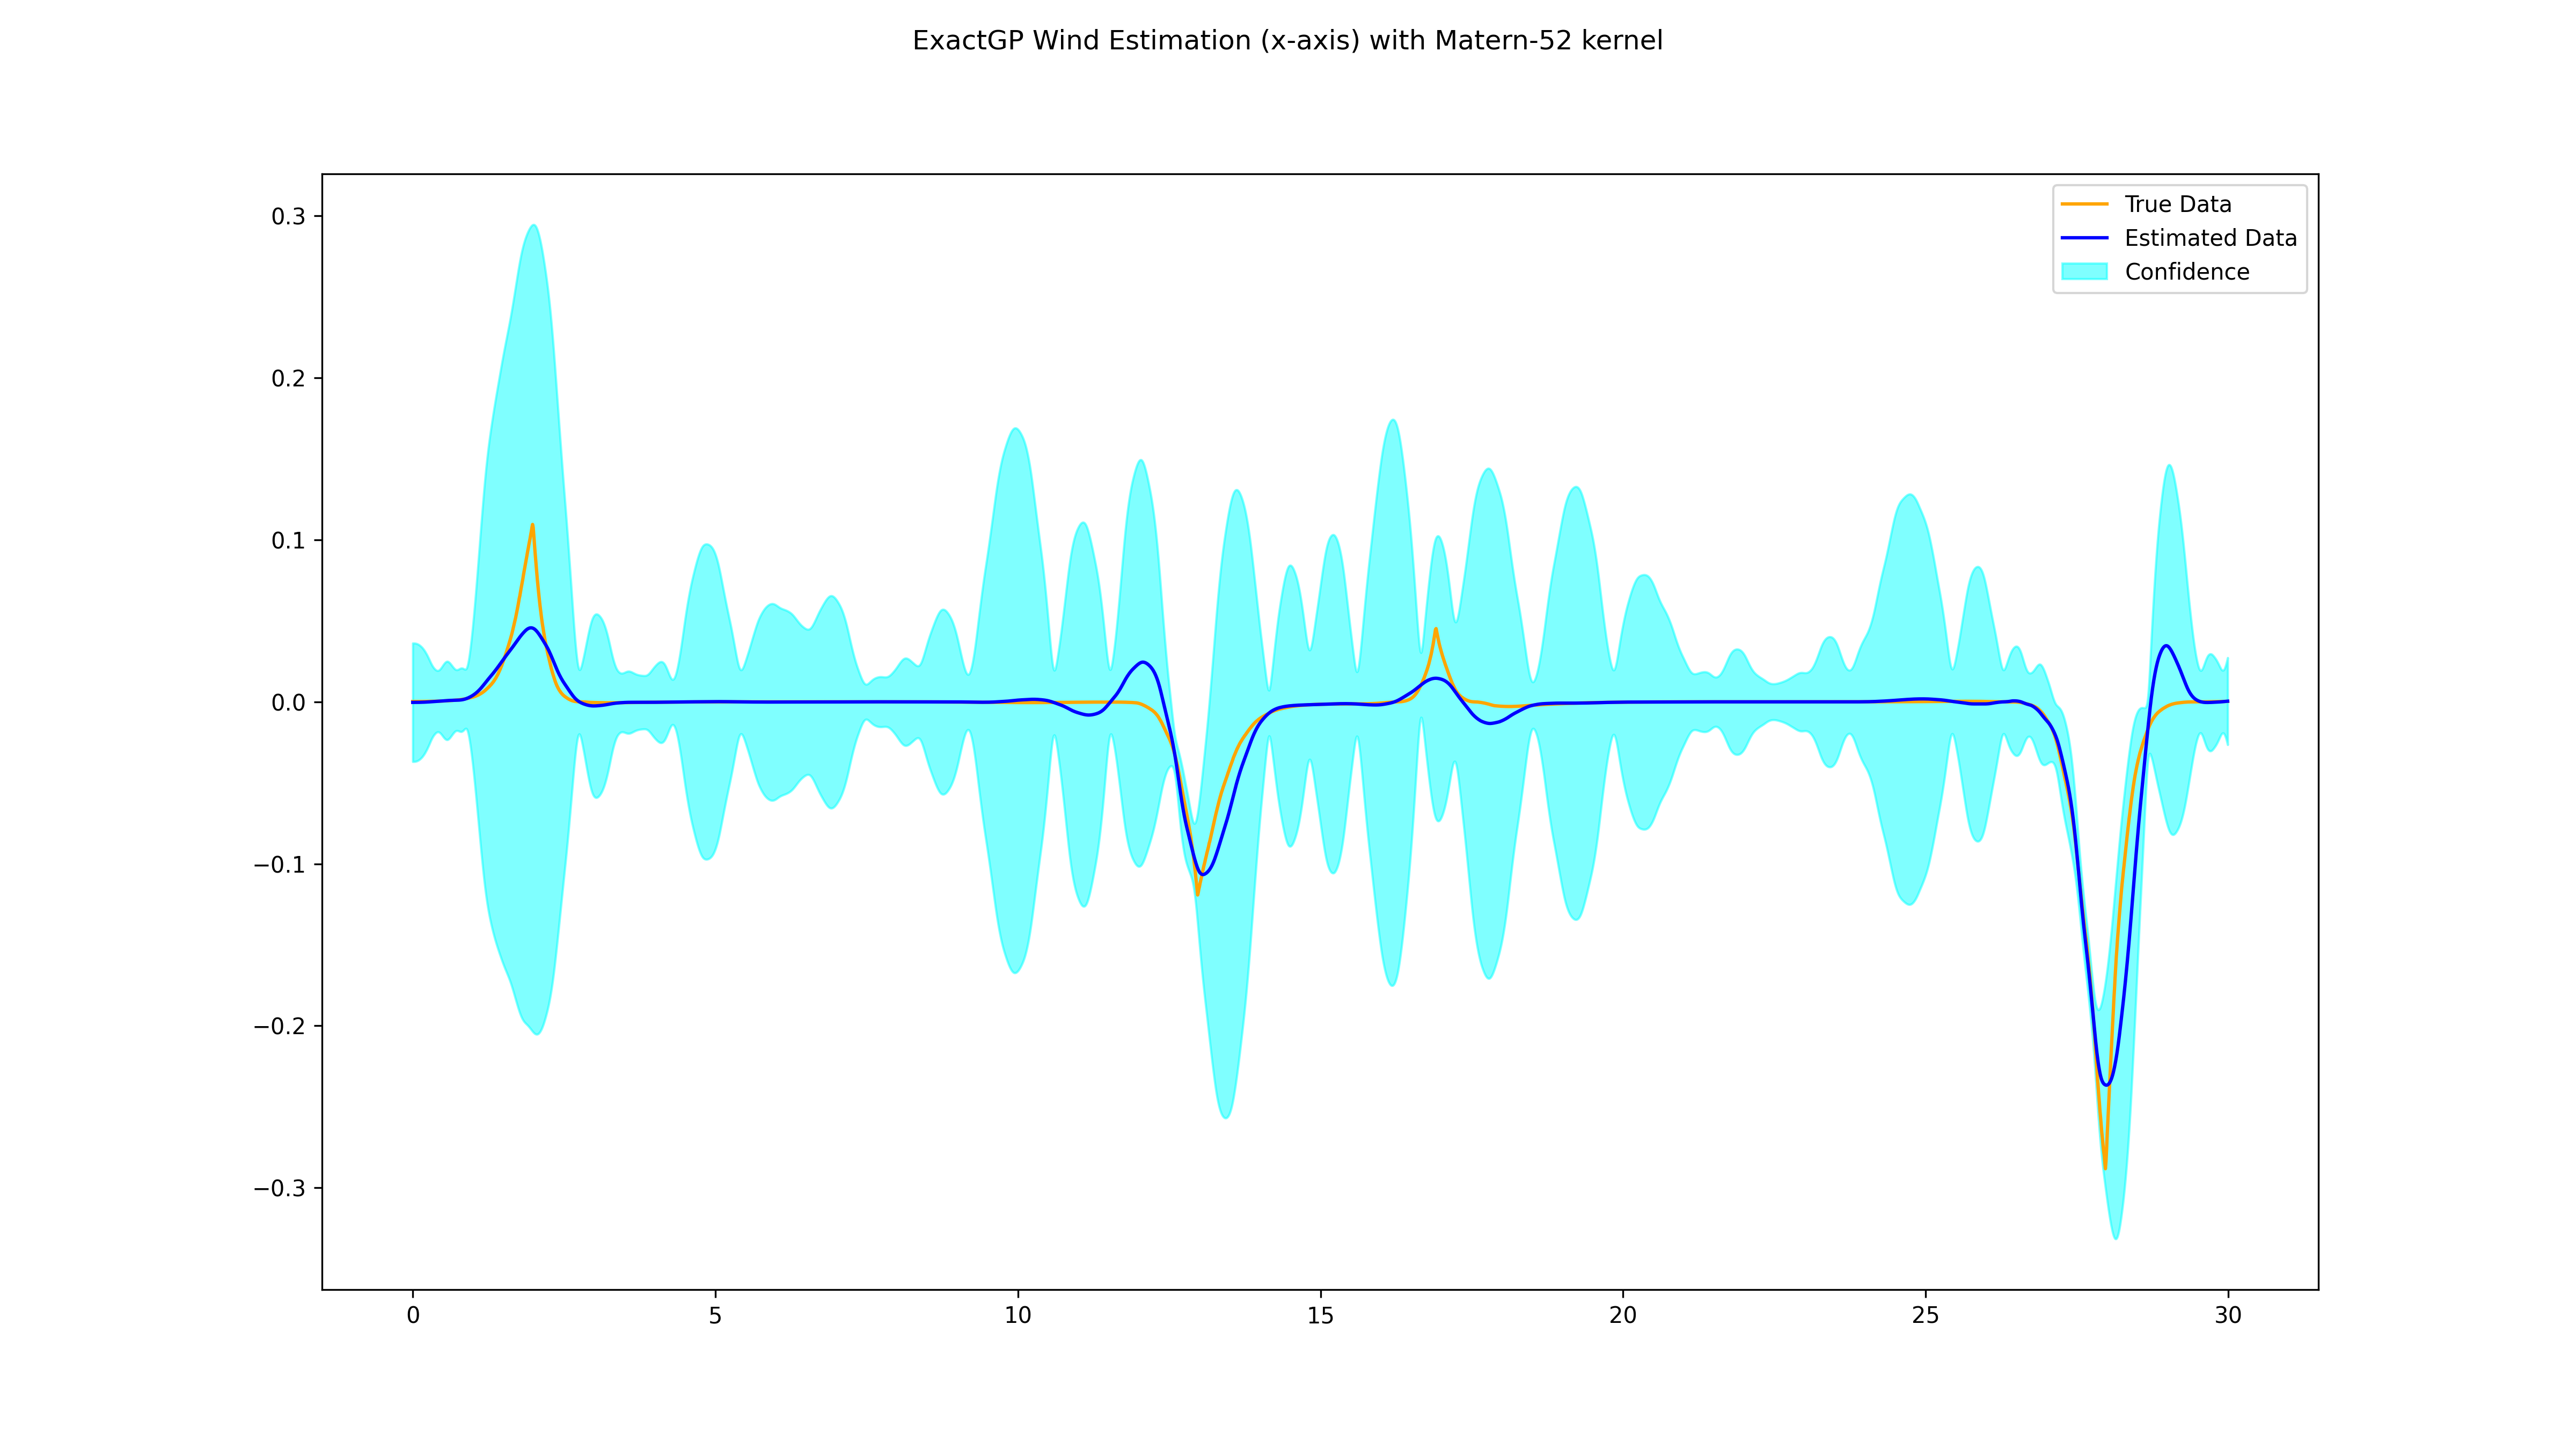 ExactGP Wind Estimation (x-axis) with Matern-52 kernel
True Data
Estimated Data
Confidence
0.3
0.2
0.1
0.0
−0.1
−0.2
−0.3
0 5 10 15 20 25 30